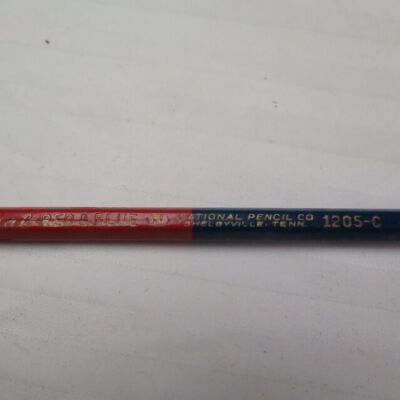 RED & BLUE
NATIONAL PENCIL CO
SHELBYVILLE, TENN.
1205-C